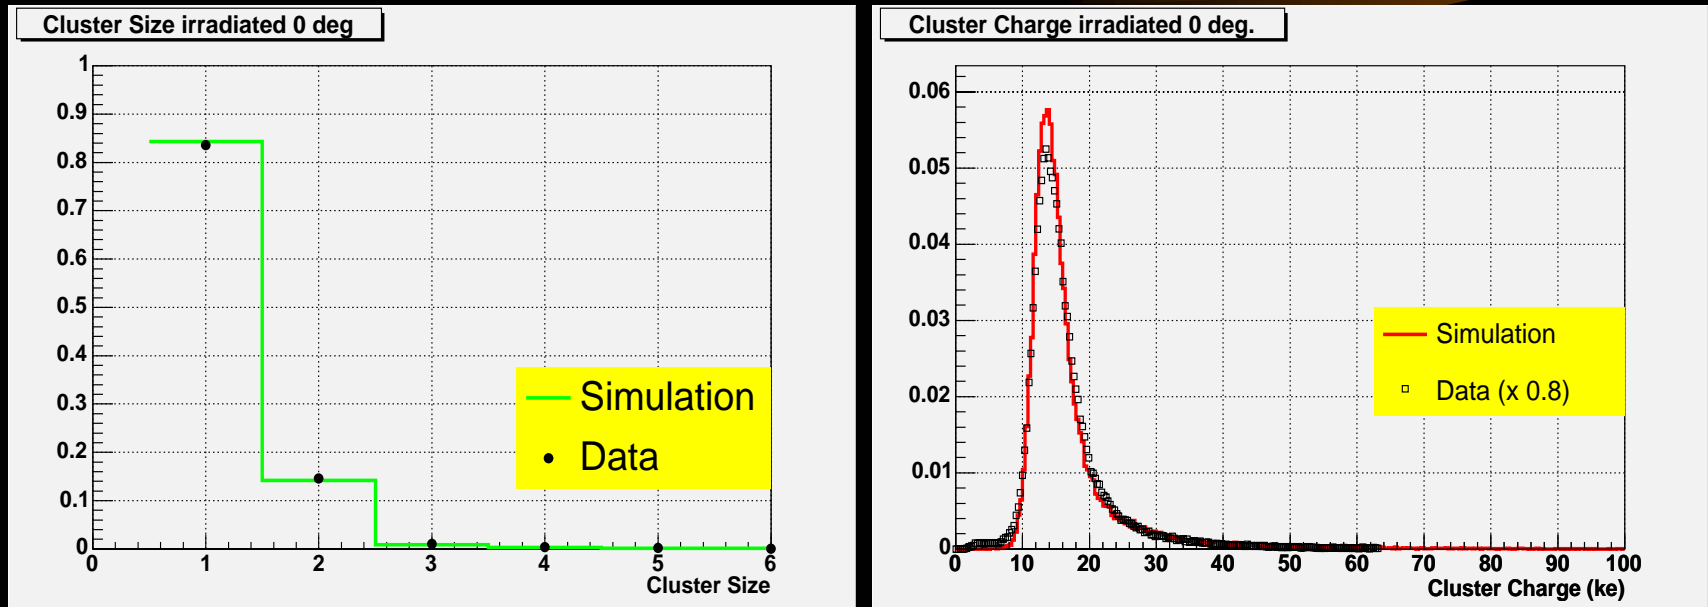 Cluster Size irradiated 0 deg
1
0.9
0.8
0.7
0.6
0.5
0.4
0.3
0.2
0.1
0
0 1 2 3 4 5 6
Cluster Size
Simulation
Data
Cluster Charge irradiated 0 deg.
0.06
0.05
0.04
0.03
0.02
0.01
0
0 10 20 30 40 50 60 70 80 90 100
Cluster Charge (ke)
Simulation
Data (x 0.8)